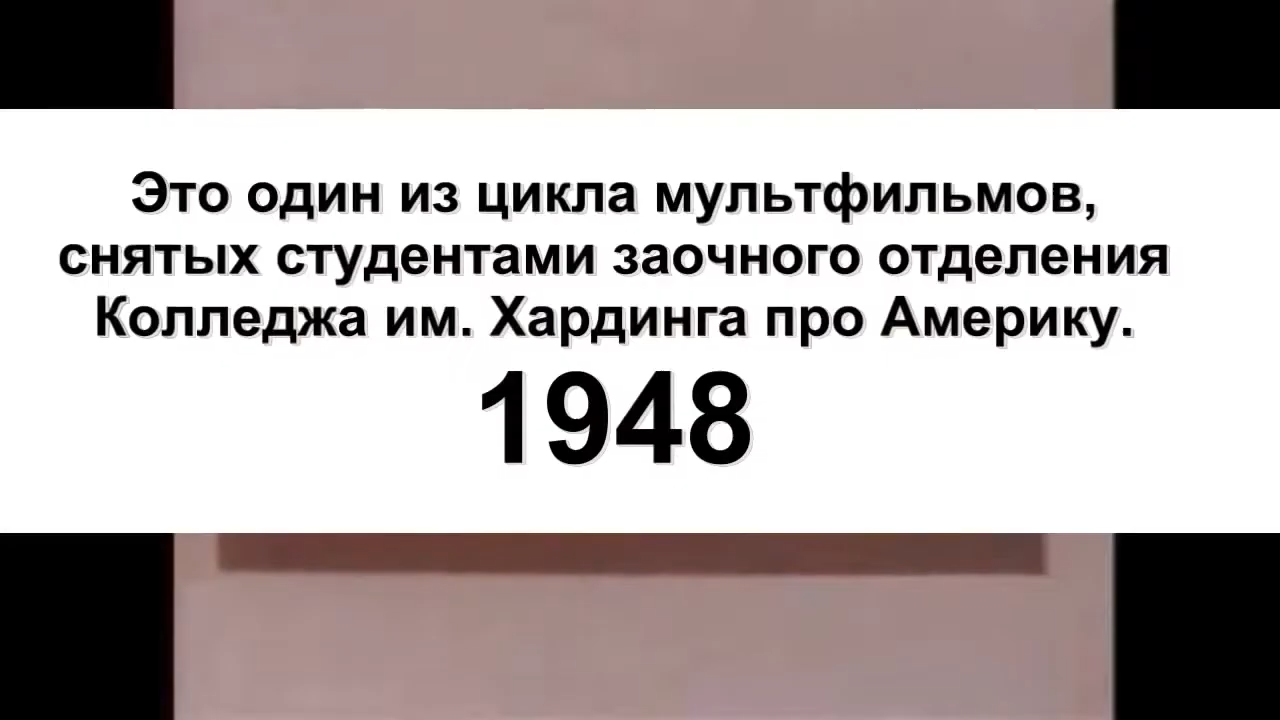 Это один из цикла мультфильмов,
снятых студентами заочного отделения
Колледжа им. Хардинга про Америку.
1948